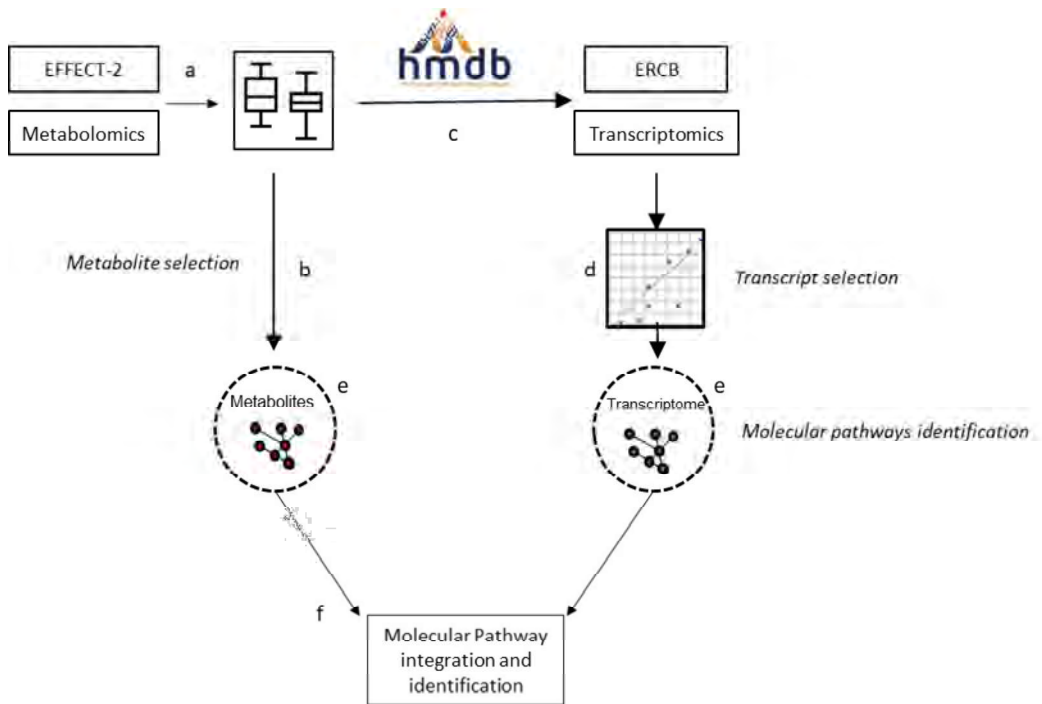 EFFECT-2
a
hmdb
ERCB
Metabolomics
c
Transcriptomics
Metabolite selection
b
d
Transcript selection
e
Metabolites
e
Transcriptome
Molecular pathways identification
f
Molecular Pathway
integration and
identification